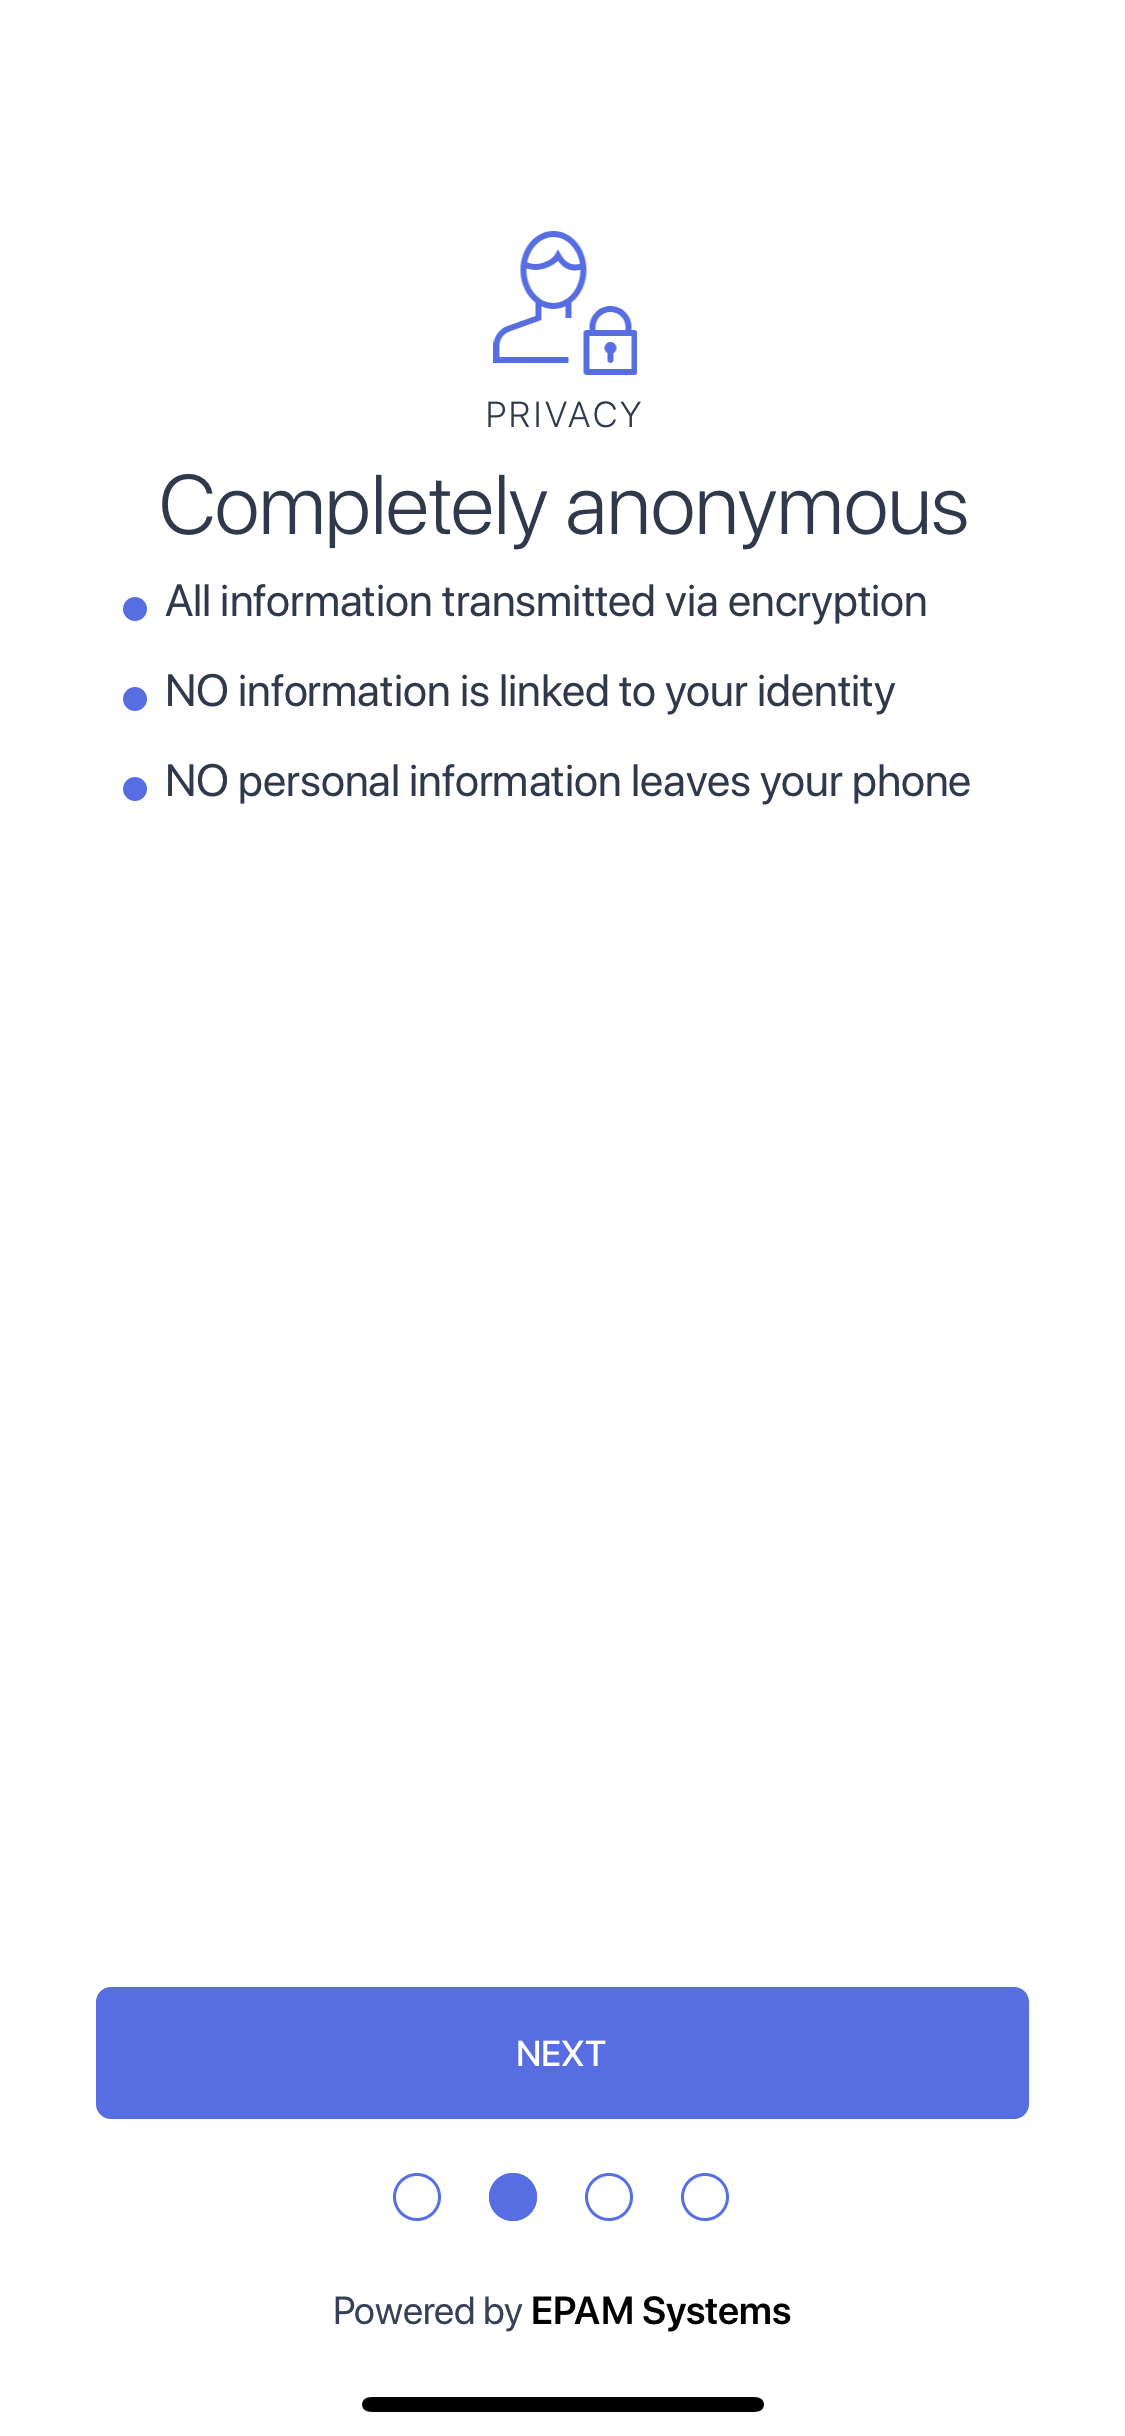 PRIVACY
Completely anonymous
All information transmitted via encryption
NO information is linked to your identity
NO personal information leaves your phone
NEXT
Powered by EPAM Systems